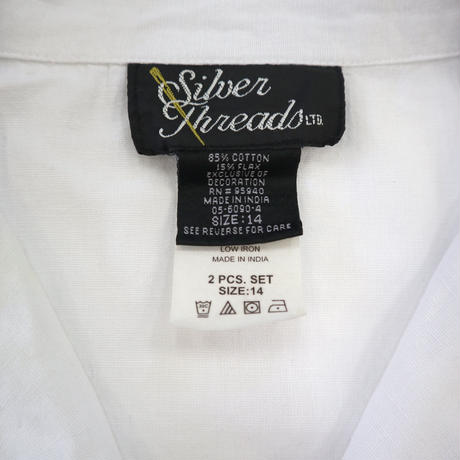 Silver
Threads LTD.
85% COTTON
15% FLAX
EXCLUSIVE OF
DECORATION
RN # 95940
MADE IN INDIA
05-6090-4
SIZE: 14
SEE REVERSE FOR CARE
LOW IRON
MADE IN INDIA
2 PCS. SET
SIZE:14